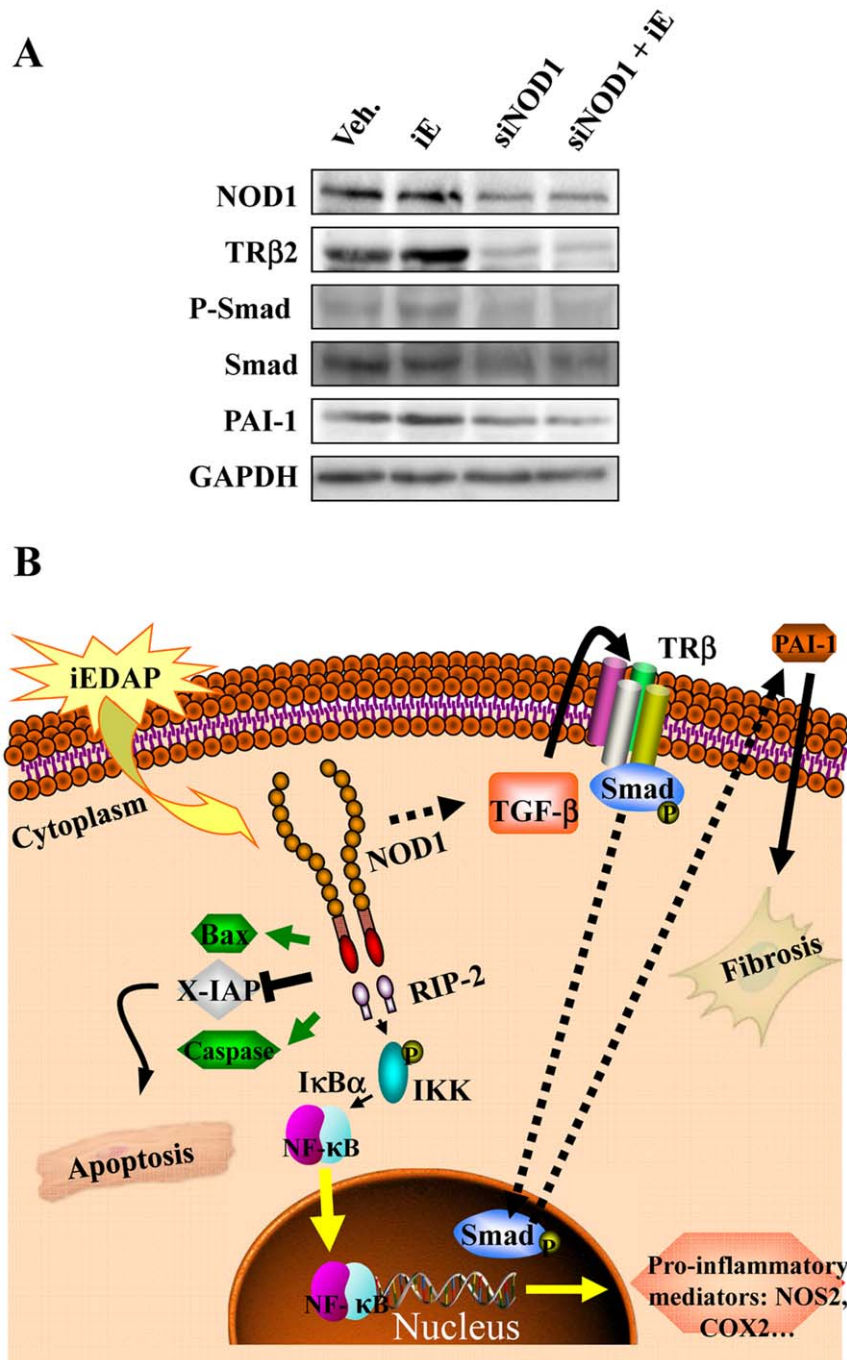 A
Veh.
iE
siNOD1
siNOD1 + iE
NOD1
TRβ2
P-Smad
Smad
PAI-1
GAPDH
B
iEDAP
TRβ
PAI-1
Cytoplasm
NOD1
TGF-β
Smad
P
Bax
X-IAP
RIP-2
Fibrosis
Caspase
P
IκBα
IKK
NF-κB
Apoptosis
Smad
P
NF- κB
Nucleus
Pro-inflammatory
mediators: NOS2,
COX2...